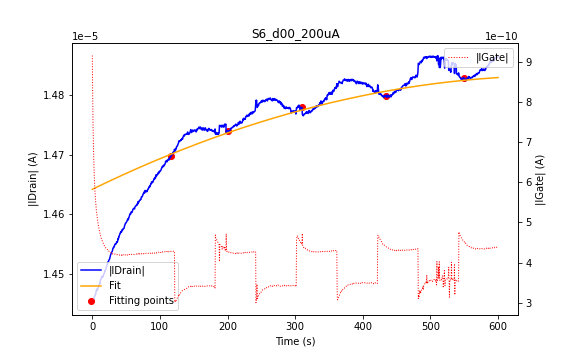 S6_d00_200uA
1e−5
1e−10
|IGate|
1.48
1.47
1.46
1.45
|IDrain| (A)
9
8
7
6
5
4
3
|IGate| (A)
|IDrain|
Fit
Fitting points
0
100
200
300
400
500
600
Time (s)